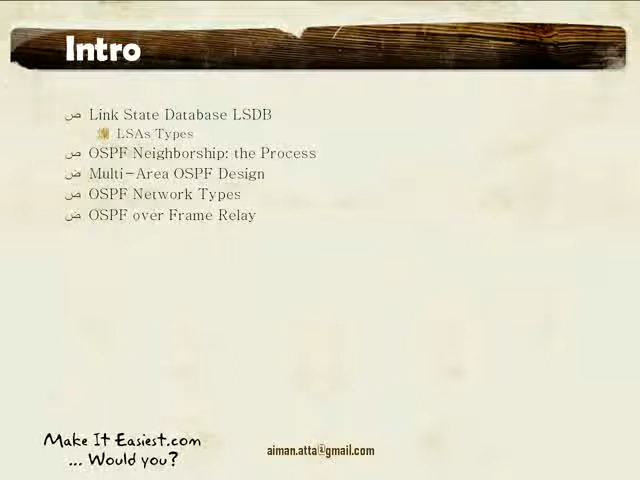 Intro
ص Link State Database LSDB
LSAs Types
ص OSPF Neighborship: the Process
ض Multi-Area OSPF Design
ص OSPF Network Types
ض OSPF over Frame Relay
Make It Easiest.com
... Would you?
aiman.atta@gmail.com